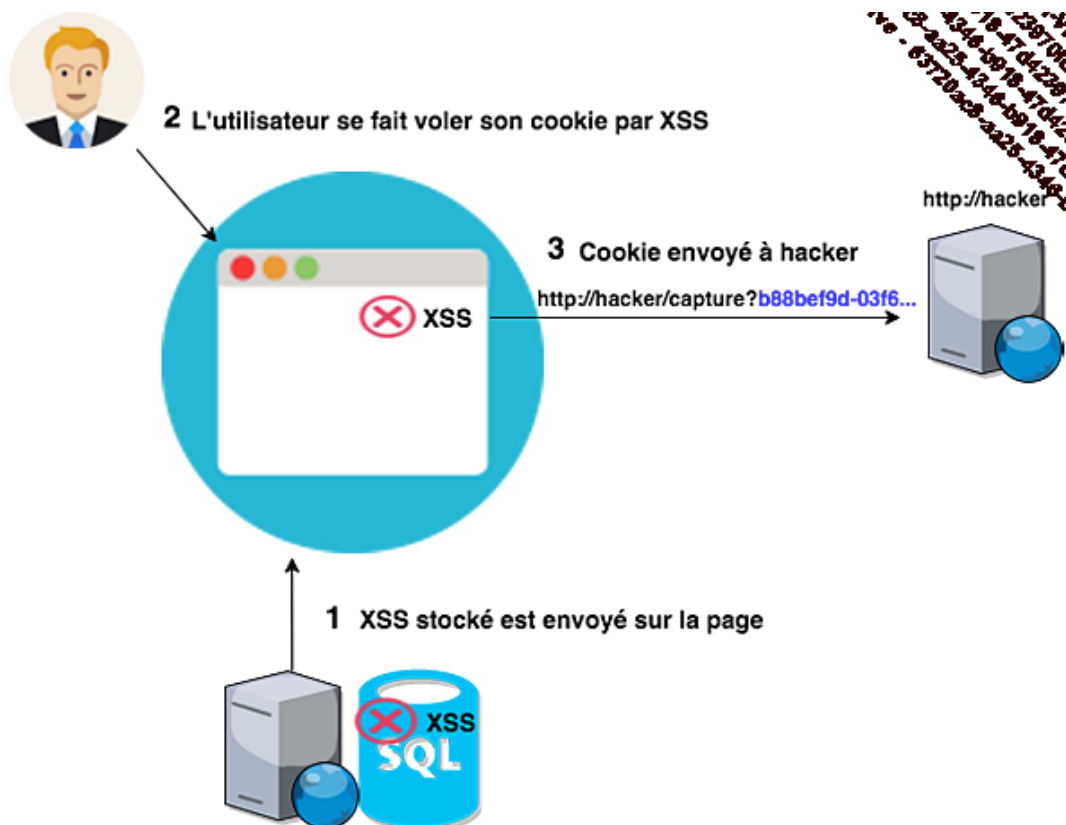 2 L'utilisateur se fait voler son cookie par XSS
http://hacker
3 Cookie envoyé à hacker
http://hacker/capture?b88bef9d-03f6...
XSS
1 XSS stocké est envoyé sur la page
XSS
SQL